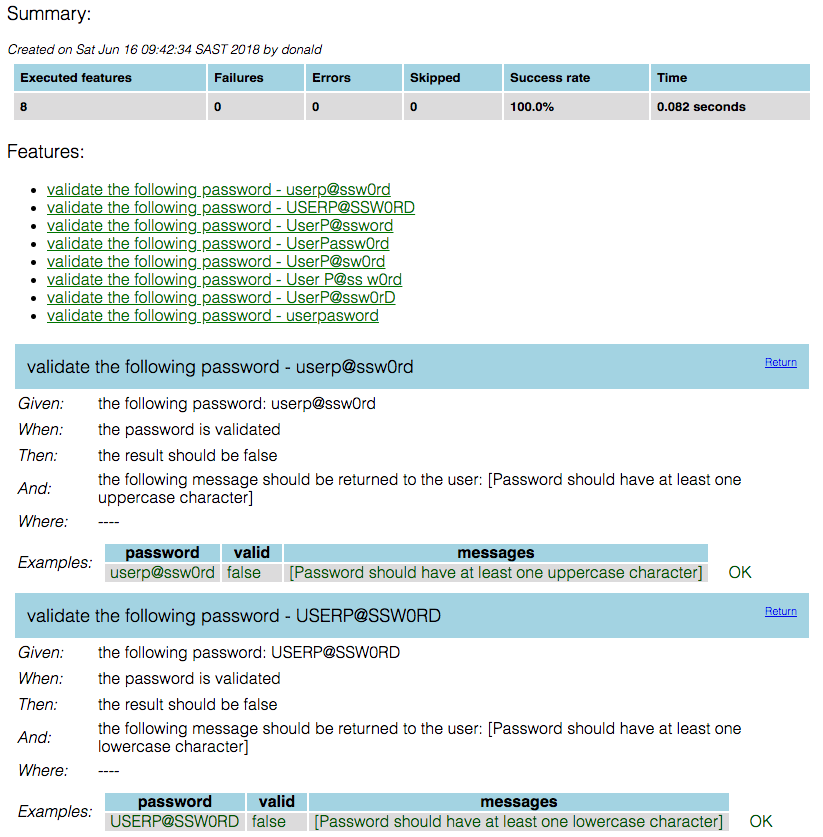 Summary:
Created on Sat Jun 16 09:42:34 SAST 2018 by donald
Executed features Failures Errors Skipped Success rate Time
8 0 0 0 100.0% 0.082 seconds
Features:
validate the following password - userp@ssw0rd
validate the following password - USERP@SSW0RD
validate the following password - UserP@ssword
validate the following password - UserPassw0rd
validate the following password - UserP@sw0rd
validate the following password - User P@ss w0rd
validate the following password - UserP@ssw0rD
validate the following password - userpasword
validate the following password - userp@ssw0rd Return
Given: the following password: userp@ssw0rd
When: the password is validated
Then: the result should be false
And: the following message should be returned to the user: [Password should have at least one
uppercase character]
Where: ----
Examples:
password valid messages
userp@ssw0rd false [Password should have at least one uppercase character] OK
validate the following password - USERP@SSW0RD Return
Given: the following password: USERP@SSW0RD
When: the password is validated
Then: the result should be false
And: the following message should be returned to the user: [Password should have at least one
lowercase character]
Where: ----
Examples:
password valid messages
USERP@SSW0RD false [Password should have at least one lowercase character] OK